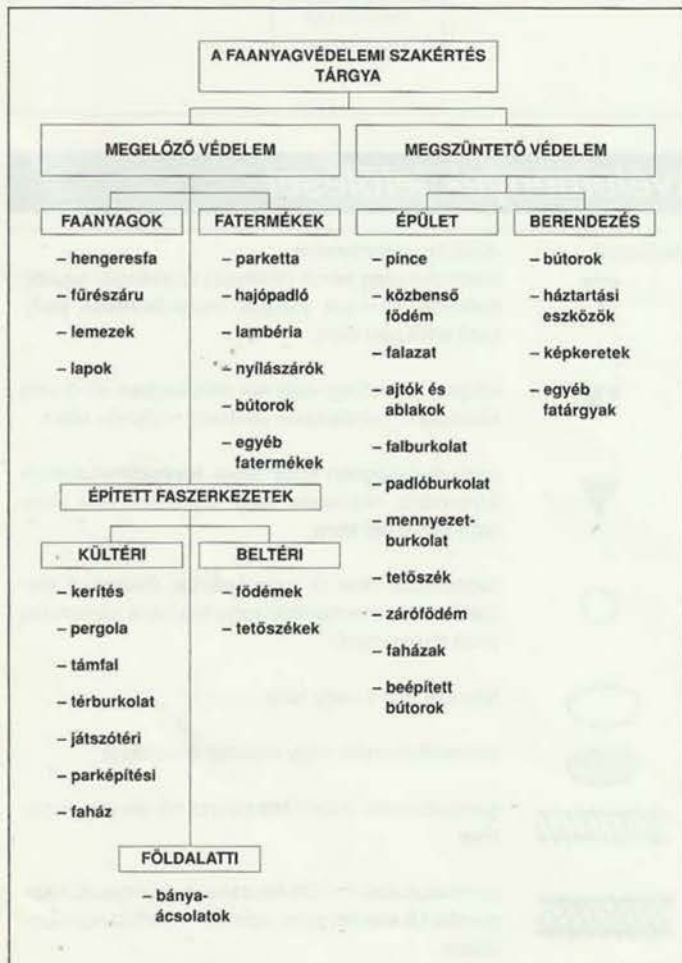 A FAANYAGVÉDELEMI SZAKÉRTÉS
TÁRGYA
MEGELŐZŐ VÉDELEM
MEGSZÜNTETŐ VÉDELEM
FAANYAGOK
– hengeresfa
– fűrészáru
– lemezek
– lapok
FATERMÉKEK
– parketta
– hajópadló
– lambéria
– nyílászárók
– bútorok
– egyéb
fatermékek
ÉPÍTETT FASZERKEZETEK
KÜLTÉRI
– kerítés
– pergola
– támfal
– térburkolat
– játszótéri
– parképítési
– faház
BELTÉRI
– födémek
– tetőszékek
FÖLDALATTI
– bánya-
ácsolatok
ÉPÜLET
– pince
– közbenső
födém
– falazat
– ajtók és
ablakok
– falburkolat
– padlóburkolat
– mennyezet-
burkolat
– tetőszék
– zárófödém
– faházak
– beépített
bútorok
BERENDEZÉS
– bútorok
– háztartási
eszközök
– képkeretek
– egyéb
fatárgyak